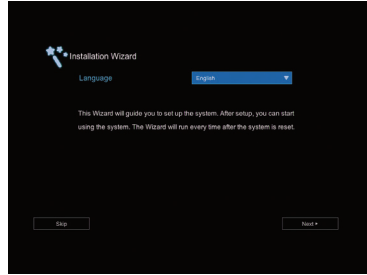 Installation Wizard
Language
English
This Wizard will guide you to set up the system. After setup, you can start
using the system. The Wizard will run every time after the system is reset.
Skip
Next